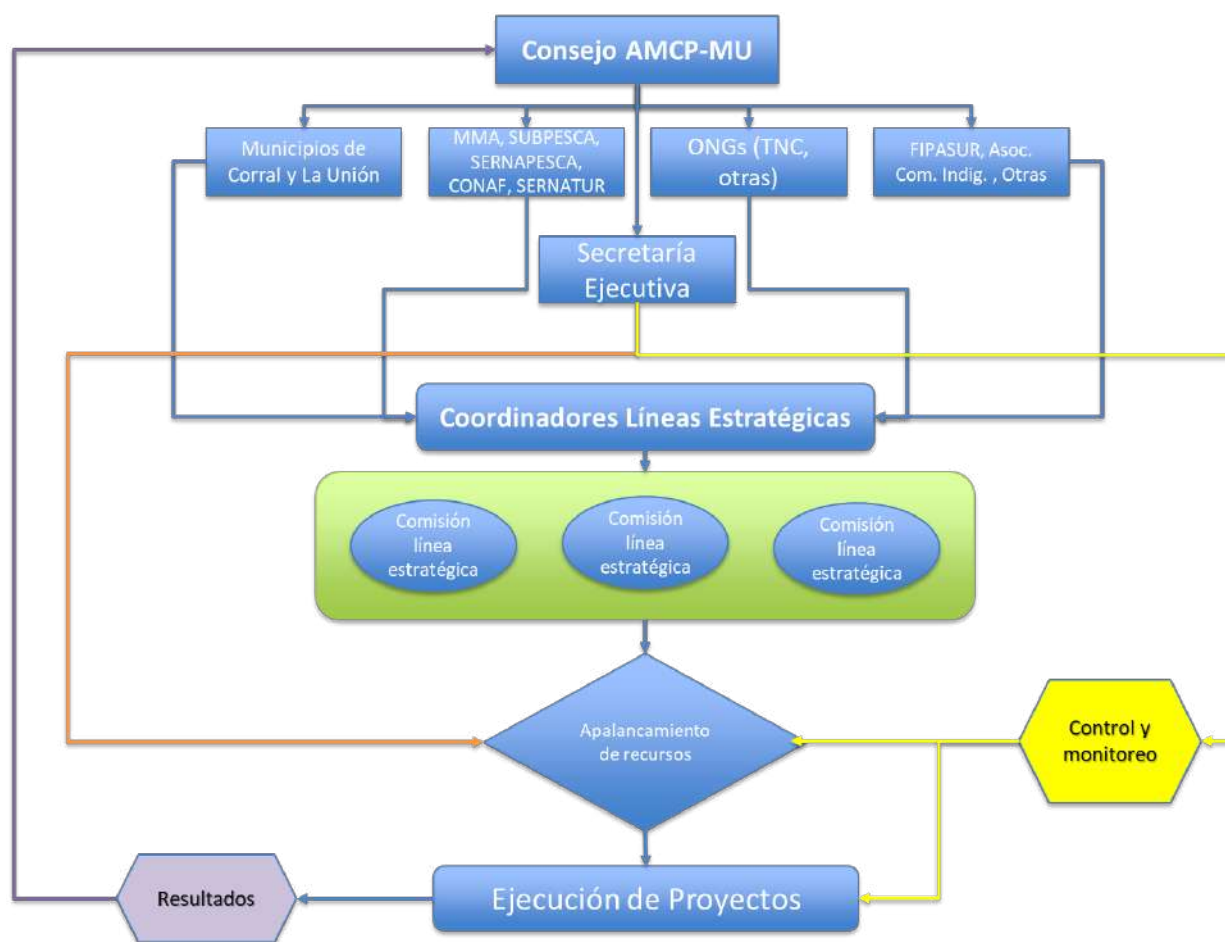 Consejo AMCP-MU
Municipios de
Corral y La Unión
MMA, SUBPESCA,
SERNAPESCA,
CONAF, SERNATUR
ONGs (TNC,
otras)
FIPASUR, Asoc.
Com. Indig. , Otras
Secretaría
Ejecutiva
Coordinadores Líneas Estratégicas
Comisión
línea
estratégica
Comisión
línea
estratégica
Comisión
línea
estratégica
Apalancamiento
de recursos
Control y
monitoreo
Ejecución de Proyectos
Resultados